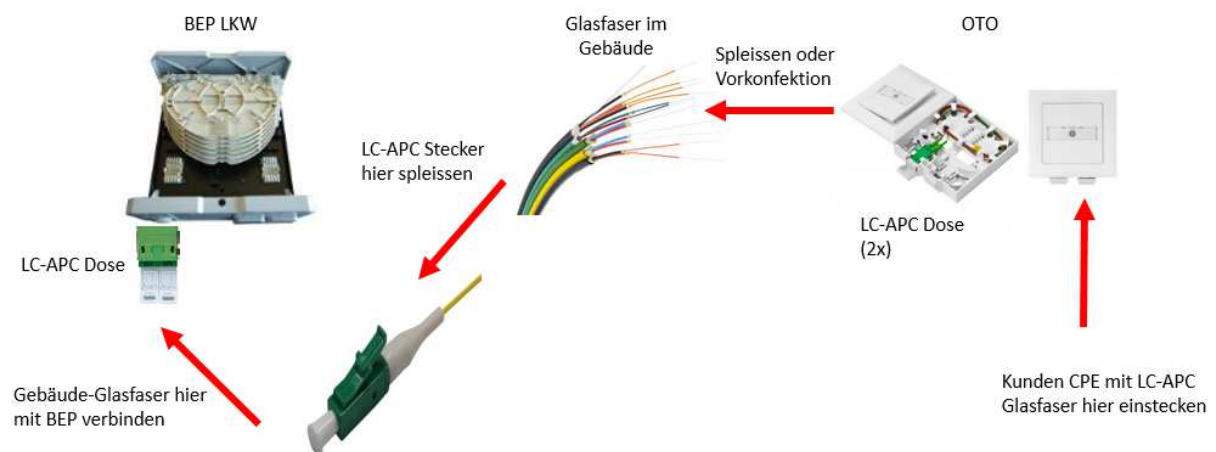 BEP LKW
Glasfaser im
Gebäude
OTO
Spleissen oder
Vorkonfektion
LC-APC Stecker
hier spleissen
LC-APC Dose
(2x)
LC-APC Dose
Gebäude-Glasfaser hier
mit BEP verbinden
Kunden CPE mit LC-APC
Glasfaser hier einstecken